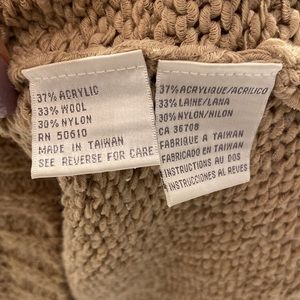 37% ACRYLIC
33% WOOL
30% NYLON
RN 50610
MADE IN TAIWAN
SEE REVERSE FOR CARE
37% ACRYLIQUE/ACRILICO
33% LAINE/LANA
30% NYLON/NILON
CA 36708
FABRIQUE A TAIWAN
FABRICADO EN TAIWAN
INSTRUCTIONS AU DOS
INSTRUCCIONES AL REVES